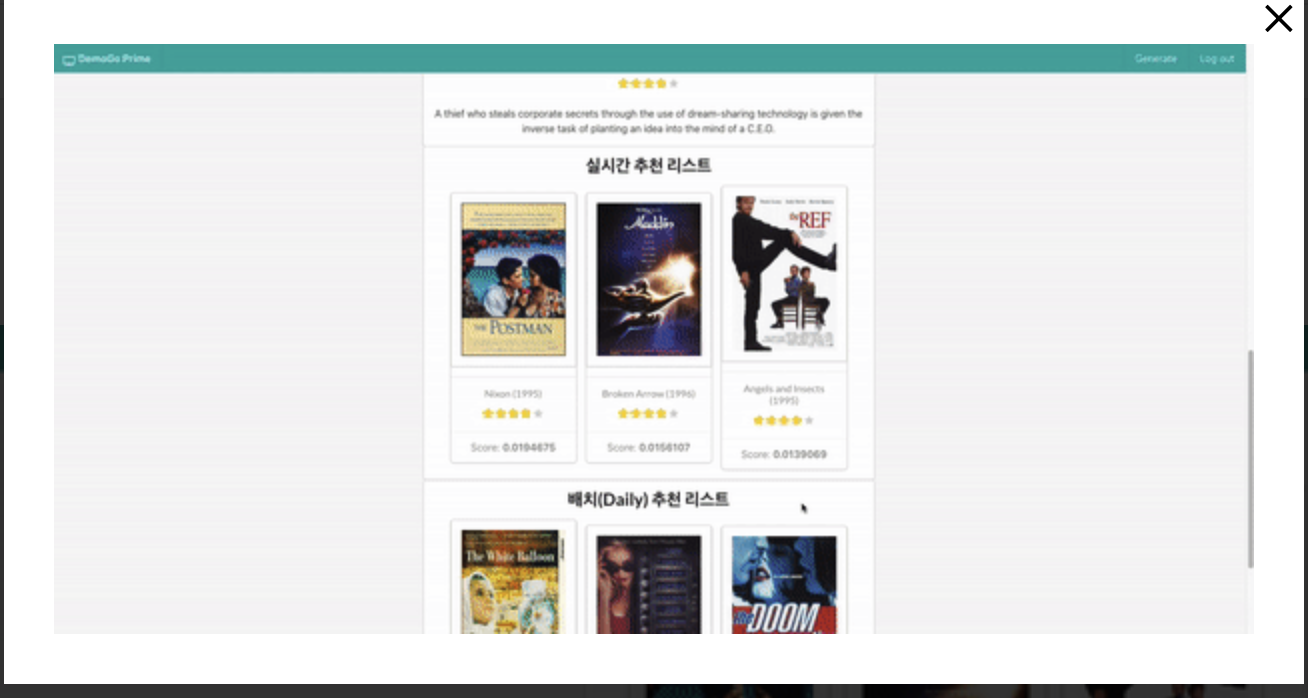 DemoGo Prime
Generate
Log out
A thief who steals corporate secrets through the use of dream-sharing technology is given the
inverse task of planting an idea into the mind of a C.E.O.
실시간 추천 리스트
THE POSTMAN
Aladdin
the REF
Nixon (1995)
Broken Arrow (1996)
Angels and Insects
(1995)
Score: 0.0194675
Score: 0.0156107
Score: 0.0139069
배치(Daily) 추천 리스트
The White Balloon
the DOOM